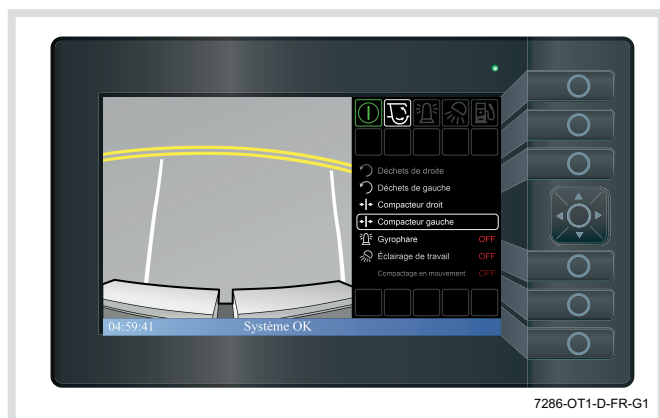 Déchets de droite
Déchets de gauche
Compacteur droit
Compacteur gauche
Gyrophare OFF
Éclairage de travail OFF
Compactage en mouvement OFF
04:59:41 Système OK
7286-OT1-D-FR-G1